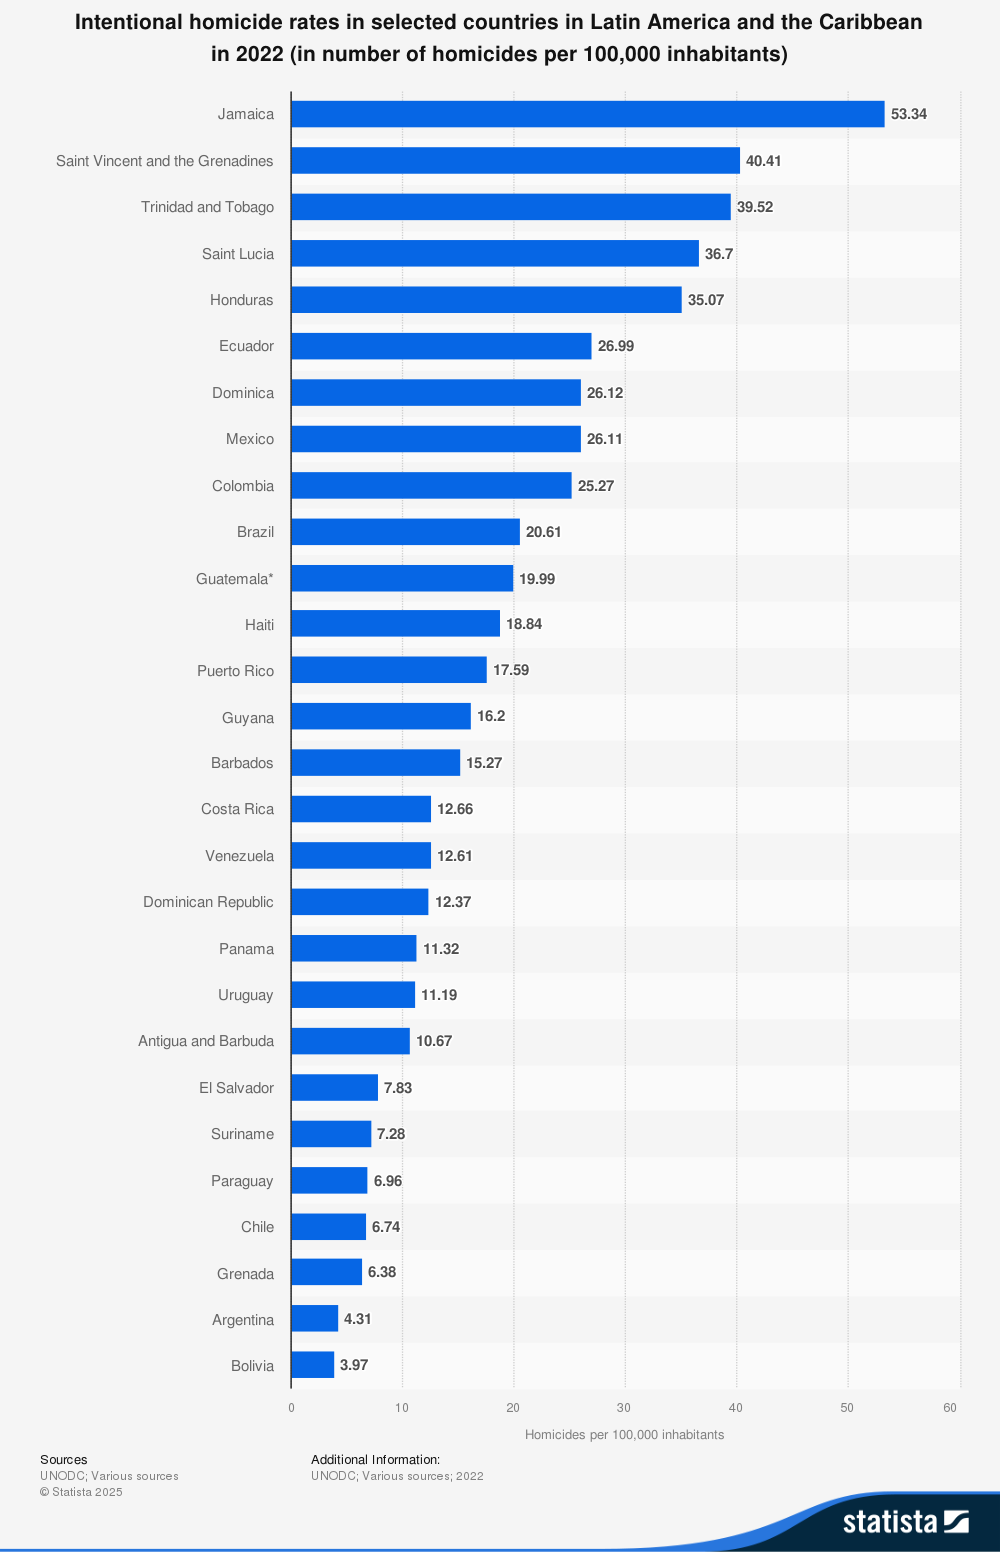 Intentional homicide rates in selected countries in Latin America and the Caribbean
in 2022 (in number of homicides per 100,000 inhabitants)
Jamaica 53.34
Saint Vincent and the Grenadines 40.41
Trinidad and Tobago 39.52
Saint Lucia 36.7
Honduras 35.07
Ecuador 26.99
Dominica 26.12
Mexico 26.11
Colombia 25.27
Brazil 20.61
Guatemala* 19.99
Haiti 18.84
Puerto Rico 17.59
Guyana 16.2
Barbados 15.27
Costa Rica 12.66
Venezuela 12.61
Dominican Republic 12.37
Panama 11.32
Uruguay 11.19
Antigua and Barbuda 10.67
El Salvador 7.83
Suriname 7.28
Paraguay 6.96
Chile 6.74
Grenada 6.38
Argentina 4.31
Bolivia 3.97
0 10 20 30 40 50 60
Homicides per 100,000 inhabitants
Sources
UNODC; Various sources
© Statista 2025
Additional Information:
UNODC; Various sources; 2022
statista